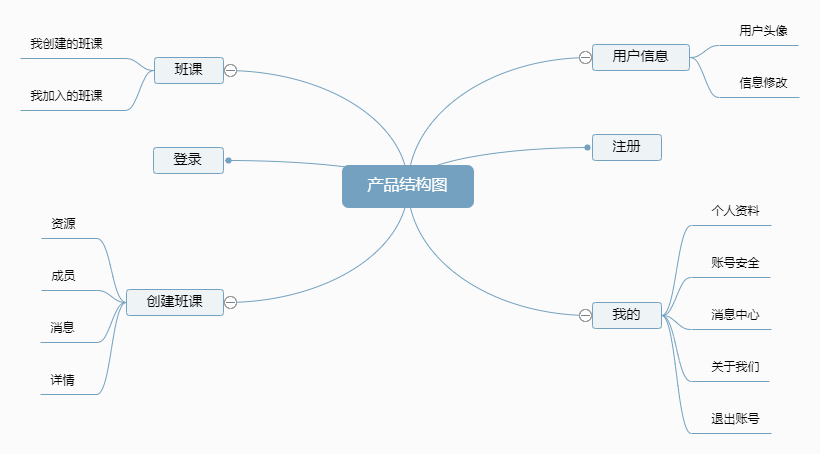 产品结构图
用户信息
用户头像
信息修改
注册
我的
个人资料
账号安全
消息中心
关于我们
退出账号
班课
我创建的班课
我加入的班课
登录
创建班课
资源
成员
消息
详情